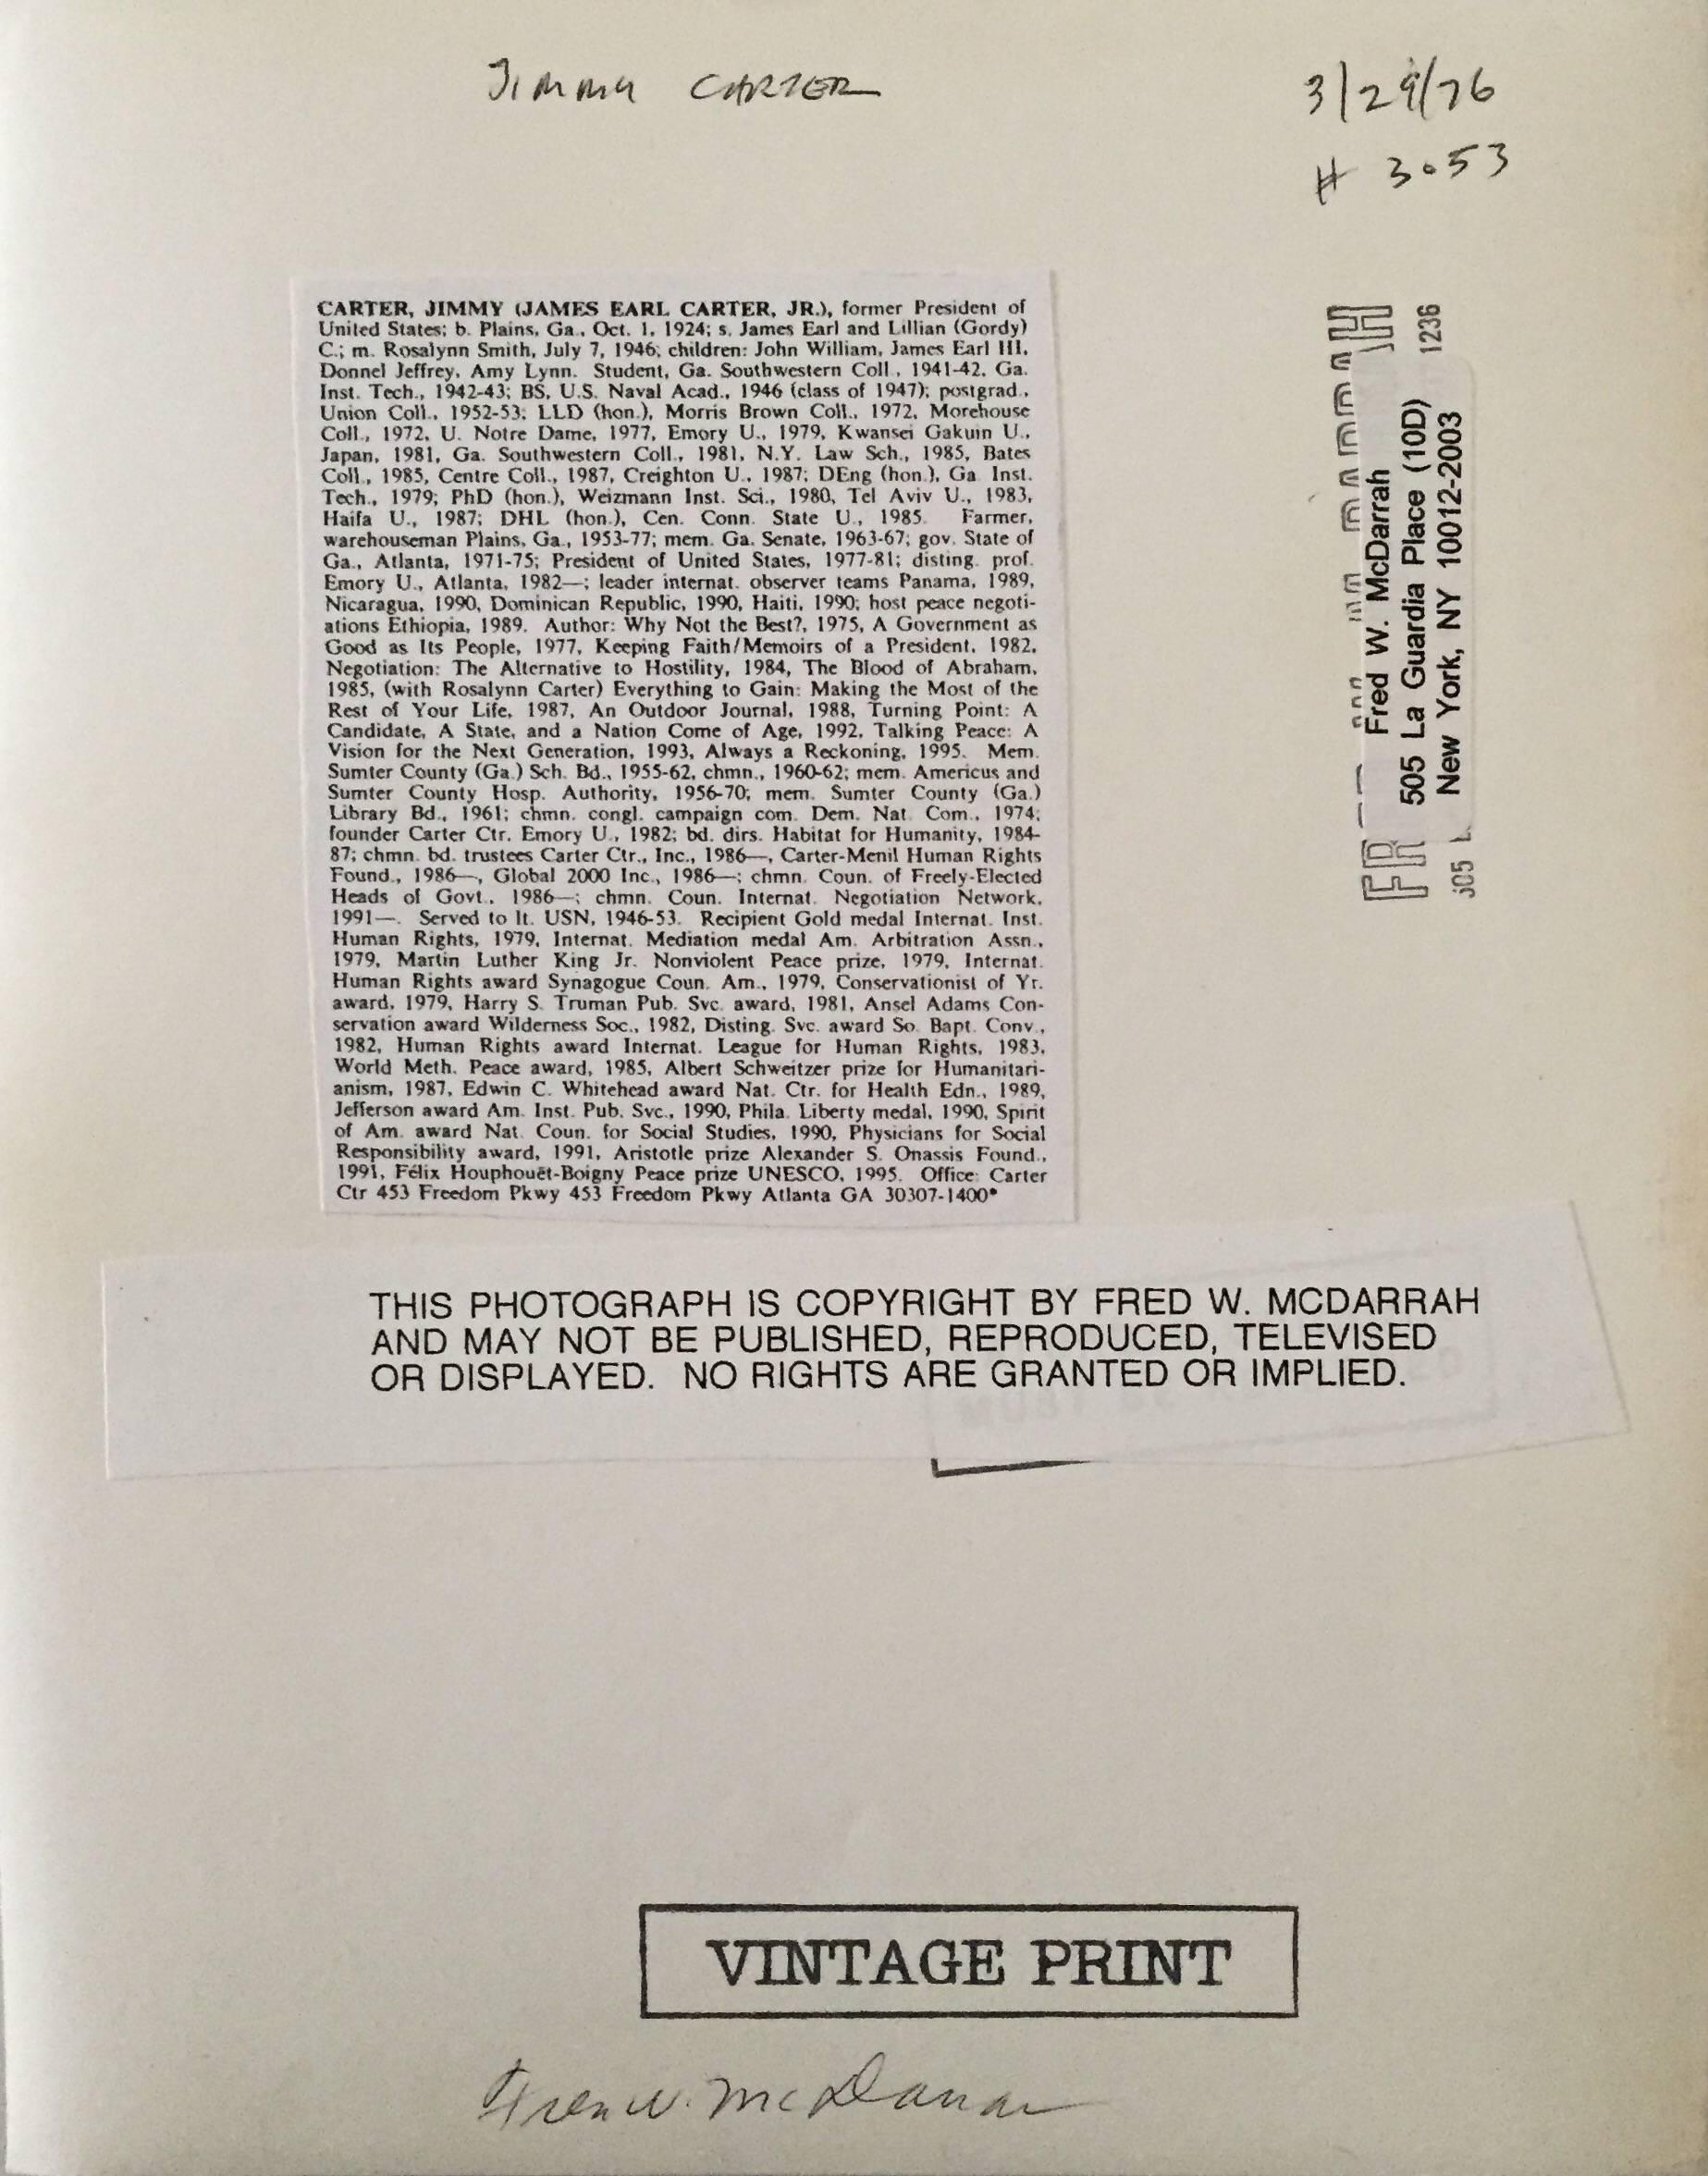 Jimmy CARTER
3/29/76
# 3053
CARTER, JIMMY (JAMES EARL CARTER, JR.), former President of
United States; b. Plains, Ga., Oct. 1, 1924; s. James Earl and Lillian (Gordy)
C.; m. Rosalynn Smith, July 7, 1946; children: John William, James Earl III,
Donnel Jeffrey, Amy Lynn. Student, Ga. Southwestern Coll., 1941-42, Ga.
Inst. Tech., 1942-43; BS, U.S. Naval Acad., 1946 (class of 1947); postgrad.,
Union Coll., 1952-53; LLD (hon.), Morris Brown Coll., 1972, Morehouse
Coll., 1972, U. Notre Dame, 1977, Emory U., 1979, Kwansei Gakuin U.,
Japan, 1981, Ga. Southwestern Coll., 1981, N.Y. Law Sch., 1985, Bates
Coll., 1985, Centre Coll., 1987, Creighton U., 1987; DEng (hon.), Ga. Inst.
Tech., 1979; PhD (hon.), Weizmann Inst. Sci., 1980, Tel Aviv U., 1983,
Haifa U., 1987; DHL (hon.), Cen. Conn. State U., 1985. Farmer,
warehouseman Plains, Ga., 1953-77; mem. Ga. Senate, 1963-67; gov. State of
Ga., Atlanta, 1971-75; President of United States, 1977-81; disting. prof.
Emory U., Atlanta, 1982—; leader internat. observer teams Panama, 1989,
Nicaragua, 1990, Dominican Republic, 1990, Haiti, 1990; host peace negoti-
ations Ethiopia, 1989. Author: Why Not the Best?, 1975, A Government as
Good as Its People, 1977, Keeping Faith/Memoirs of a President, 1982,
Negotiation: The Alternative to Hostility, 1984, The Blood of Abraham,
1985, (with Rosalynn Carter) Everything to Gain: Making the Most of the
Rest of Your Life, 1987, An Outdoor Journal, 1988, Turning Point: A
Candidate, A State, and a Nation Come of Age, 1992, Talking Peace: A
Vision for the Next Generation, 1993, Always a Reckoning, 1995. Mem.
Sumter County (Ga.) Sch. Bd., 1955-62, chmn., 1960-62; mem. Americus and
Sumter County Hosp. Authority, 1956-70; mem. Sumter County (Ga.)
Library Bd., 1961; chmn. congl. campaign com. Dem. Nat. Com., 1974;
founder Carter Ctr. Emory U., 1982; bd. dirs. Habitat for Humanity, 1984-
87; chmn. bd. trustees Carter Ctr., Inc., 1986—, Carter-Menil Human Rights
Found., 1986—, Global 2000 Inc., 1986—; chmn. Coun. of Freely-Elected
Heads of Govt., 1986—; chmn. Coun. Internat. Negotiation Network,
1991—. Served to lt. USN, 1946-53. Recipient Gold medal Internat. Inst.
Human Rights, 1979, Internat. Mediation medal Am. Arbitration Assn.,
1979, Martin Luther King Jr. Nonviolent Peace prize, 1979, Internat.
Human Rights award Synagogue Coun. Am., 1979, Conservationist of Yr.
award, 1979, Harry S. Truman Pub. Svc. award, 1981, Ansel Adams Con-
servation award Wilderness Soc., 1982, Disting. Svc. award So. Bapt. Conv.,
1982, Human Rights award Internat. League for Human Rights, 1983,
World Meth. Peace award, 1985, Albert Schweitzer prize for Humanitari-
anism, 1987, Edwin C. Whitehead award Nat. Ctr. for Health Edn., 1989,
Jefferson award Am. Inst. Pub. Svc., 1990, Phila. Liberty medal, 1990, Spirit
of Am. award Nat. Coun. for Social Studies, 1990, Physicians for Social
Responsibility award, 1991, Aristotle prize Alexander S. Onassis Found.,
1991, Félix Houphouët-Boigny Peace prize UNESCO, 1995. Office: Carter
Ctr 453 Freedom Pkwy 453 Freedom Pkwy Atlanta GA 30307-1400*
Fred W. McDarrah
505 La Guardia Place (10D)
New York, NY 10012-2003
1236
THIS PHOTOGRAPH IS COPYRIGHT BY FRED W. MCDARRAH
AND MAY NOT BE PUBLISHED, REPRODUCED, TELEVISED
OR DISPLAYED. NO RIGHTS ARE GRANTED OR IMPLIED.
VINTAGE PRINT
Fred W. McDarrah